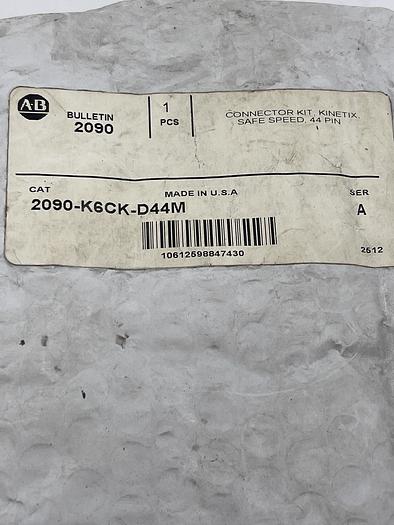 A-B
BULLETIN
2090
1
PCS
CONNECTOR KIT, KINETIX,
SAFE SPEED, 44 PIN
CAT
MADE IN U.S.A
SER
2090-K6CK-D44M
A
10612598847430
2512